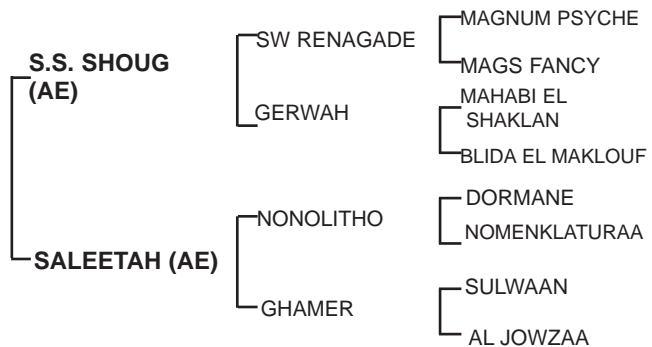 S.S. SHOUG
(AE)
SW RENAGADE
MAGNUM PSYCHE
MAGS FANCY
GERWAH
MAHABI EL
SHAKLAN
BLIDA EL MAKLOUF
SALEETAH (AE)
NONOLITHO
DORMANE
NOMENKLATURAA
GHAMER
SULWAAN
AL JOWZAA